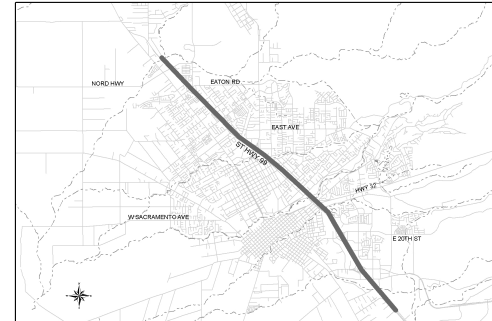 NORD HWY
EATON RD
EAST AVE
ST HWY 99
HWY 32
W SACRAMENTO AVE
E 20TH ST